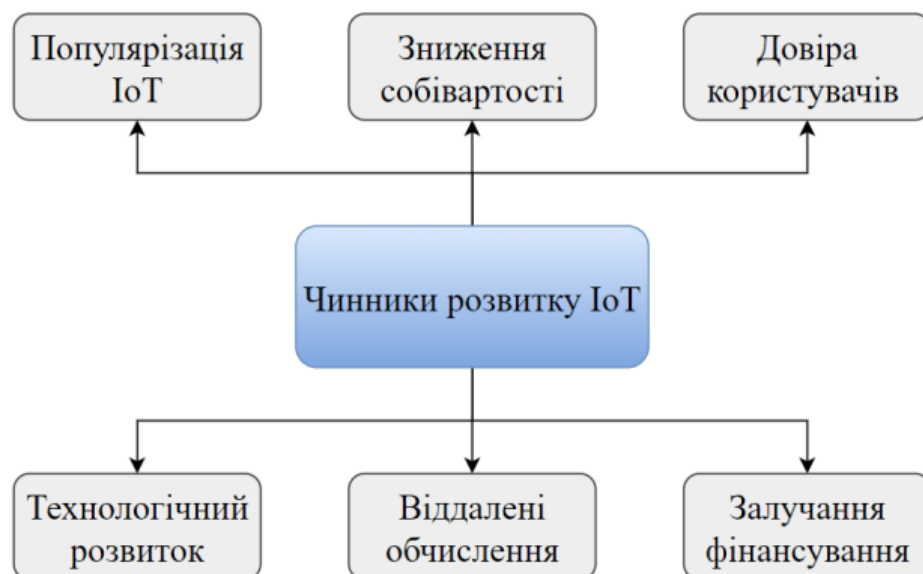 Популярізація
IoT
Зниження
собівартості
Довіра
користувачів
Чинники розвитку IoT
Технологічний
розвиток
Віддалені
обчислення
Залучання
фінансування